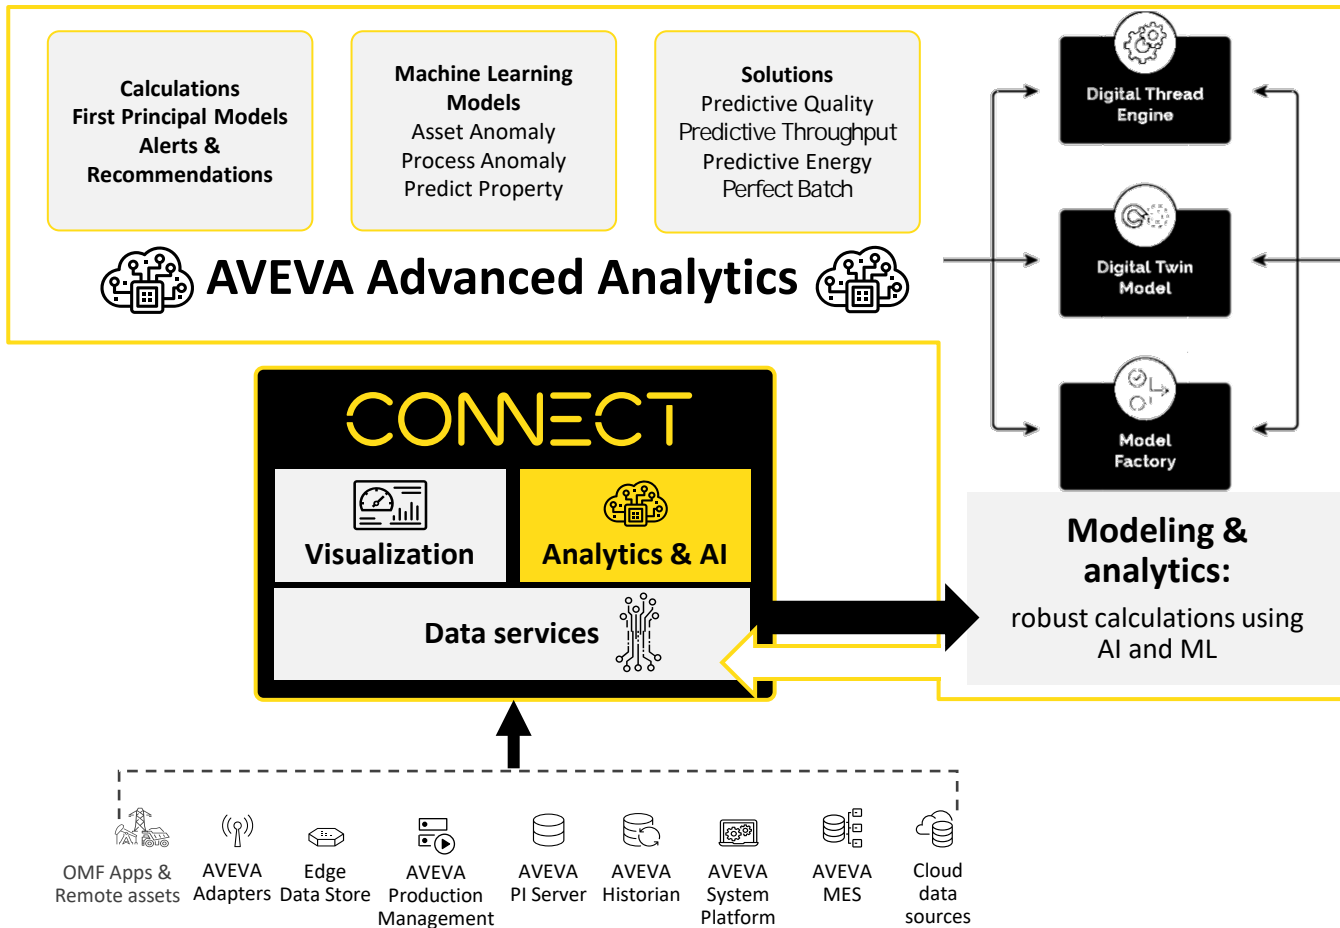 Calculations
First Principal Models
Alerts &
Recommendations
Machine Learning
Models
Asset Anomaly
Process Anomaly
Predict Property
Solutions
Predictive Quality
Predictive Throughput
Predictive Energy
Perfect Batch
Digital Thread
Engine
Digital Twin
Model
Model
Factory
AVEVA Advanced Analytics
CONNECT
Visualization
Analytics & AI
Data services
Modeling &
analytics:
robust calculations using
AI and ML
OMF Apps &
Remote assets
AVEVA
Adapters
Edge
Data Store
AVEVA
Production
Management
AVEVA
PI Server
AVEVA
Historian
AVEVA
System
Platform
AVEVA
MES
Cloud
data
sources